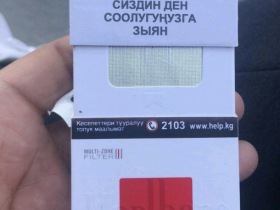 СИЗДИН ДЕН
СООЛУГУҢУЗГА
ЗЫЯН
Кесепеттери тууралуу
толук маалымат
2103 www.help.kg
MULTI-ZONE
FILTER